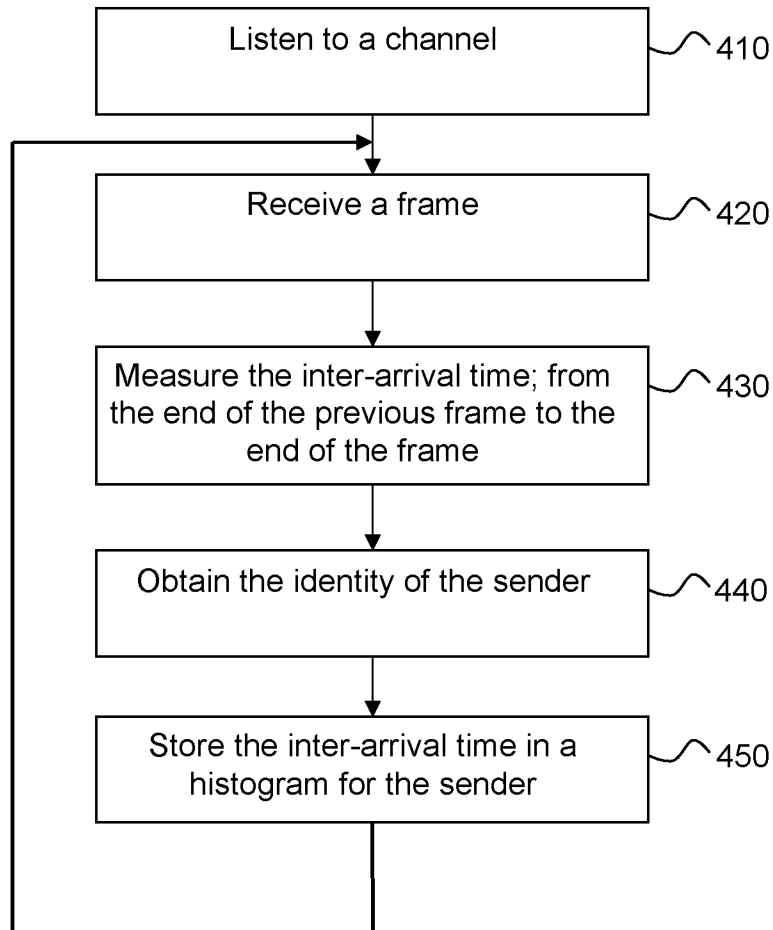 Listen to a channel
410
Receive a frame
420
Measure the inter-arrival time; from
the end of the previous frame to the
end of the frame
430
Obtain the identity of the sender
440
Store the inter-arrival time in a
histogram for the sender
450